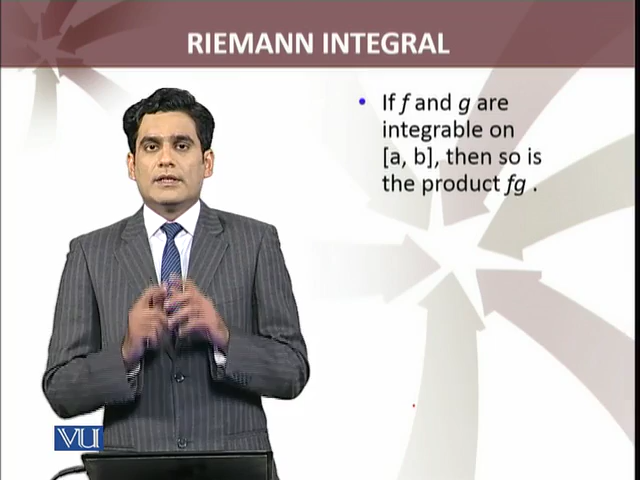 RIEMANN INTEGRAL
• If f and g are
integrable on
[a, b], then so is
the product fg .
VU